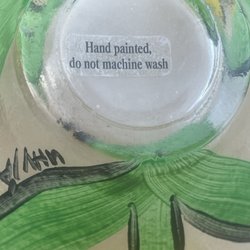 Hand painted,
do not machine wash